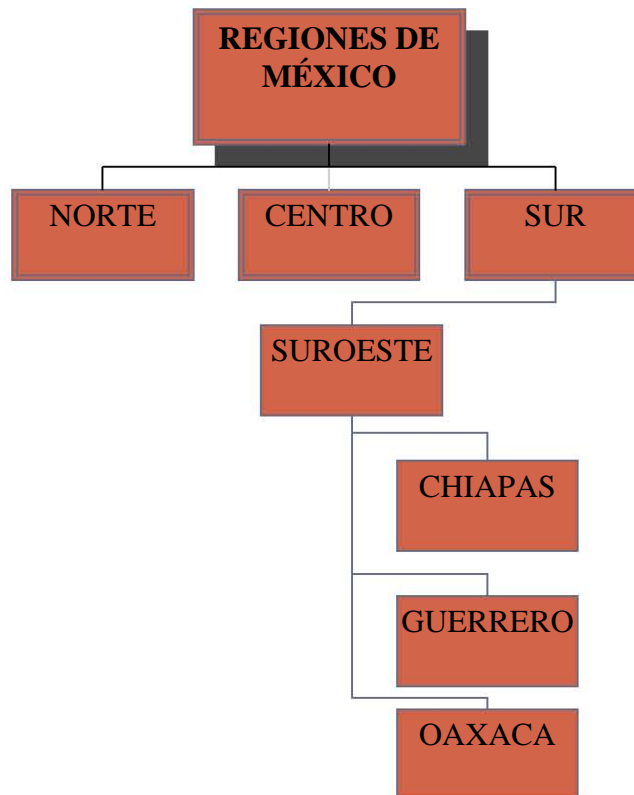 REGIONES DE
MÉXICO
NORTE
CENTRO
SUR
SUROESTE
CHIAPAS
GUERRERO
OAXACA